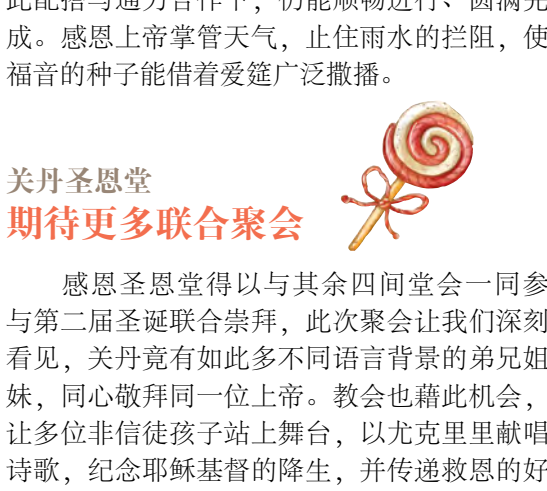 此配搭与通力合作下，仍能顺畅进行、圆满完
成。感恩上帝掌管天气，止住雨水的拦阻，使
福音的种子能借着爱筵广泛撒播。
关丹圣恩堂
期待更多联合聚会
感恩圣恩堂得以与其余四间堂会一同参
与第二届圣诞联合崇拜，此次聚会让我们深刻
看见，关丹竟有如此多不同语言背景的弟兄姐
妹，同心敬拜同一位上帝。教会也藉此机会，
让多位非信徒孩子站上舞台，以尤克里里献唱
诗歌，纪念耶稣基督的降生，并传递救恩的好